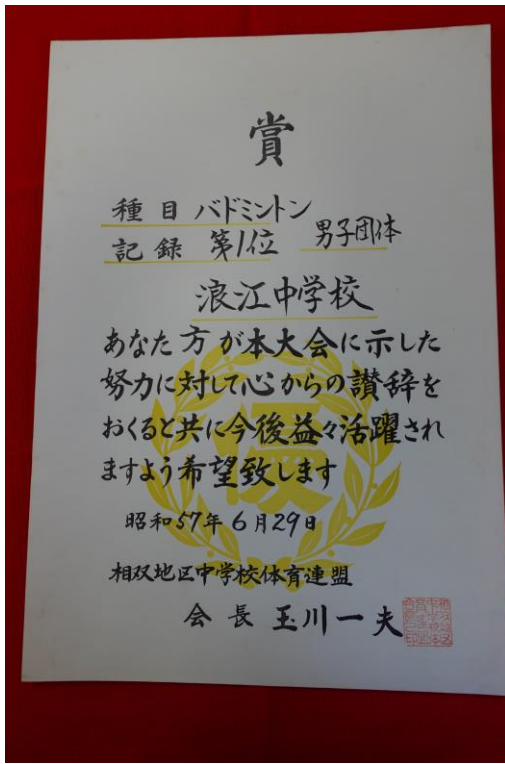 賞
種目 バドミントン
記録 第1位 男子団体
浪江中学校
あなた方が本大会に示した
努力に対して心からの讃辞を
おくると共に今後益々活躍され
ますよう希望致します
優
昭和57年6月29日
相双地区中学校体育連盟
会長 玉川一夫